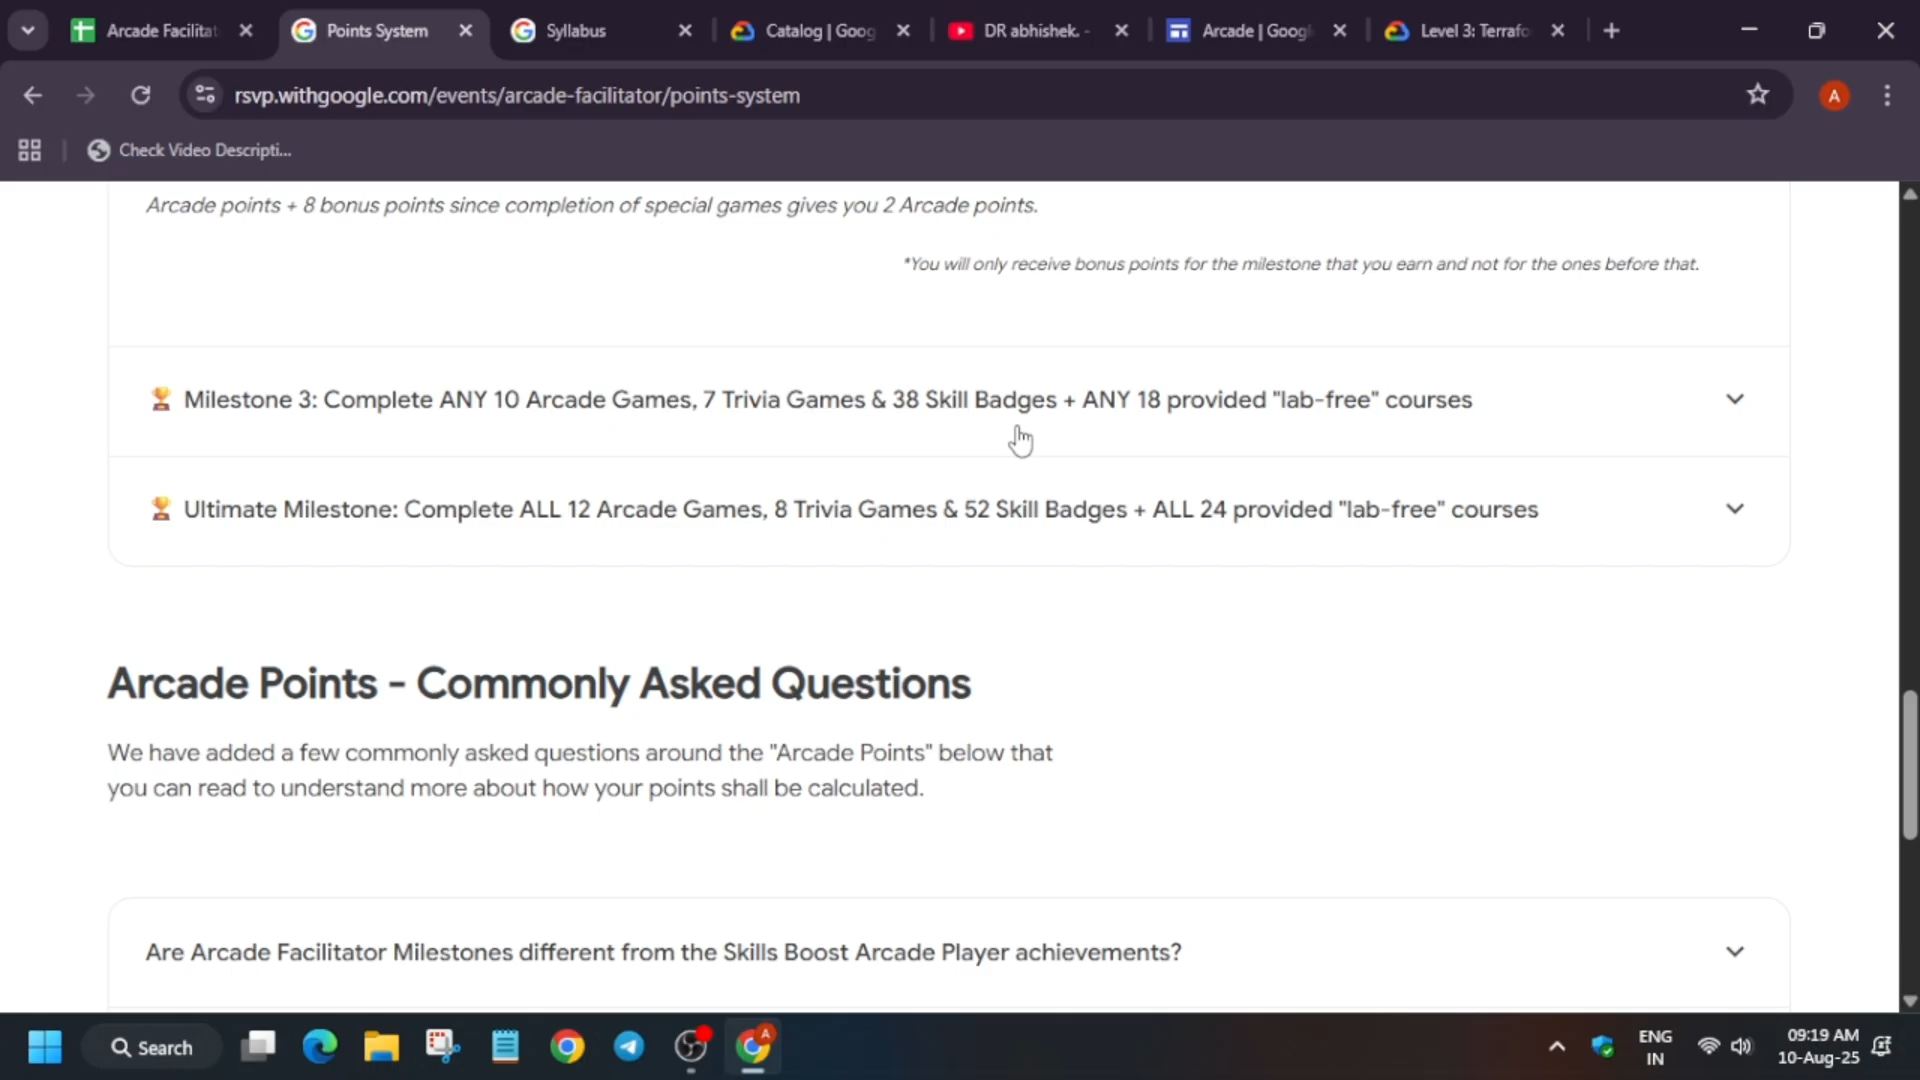 Arcade Facilitat
Points System
Syllabus
Catalog | Goog
DR abhishek. -
Arcade | Googl
Level 3: Terrafo
rsvp.withgoogle.com/events/arcade-facilitator/points-system
A
Check Video Descripti...
Arcade points + 8 bonus points since completion of special games gives you 2 Arcade points.
*You will only receive bonus points for the milestone that you earn and not for the ones before that.
Milestone 3: Complete ANY 10 Arcade Games, 7 Trivia Games & 38 Skill Badges + ANY 18 provided "lab-free" courses
Ultimate Milestone: Complete ALL 12 Arcade Games, 8 Trivia Games & 52 Skill Badges + ALL 24 provided "lab-free" courses
Arcade Points - Commonly Asked Questions
We have added a few commonly asked questions around the "Arcade Points" below that
you can read to understand more about how your points shall be calculated.
Are Arcade Facilitator Milestones different from the Skills Boost Arcade Player achievements?
Search
A
ENG
IN
09:19 AM
10-Aug-25